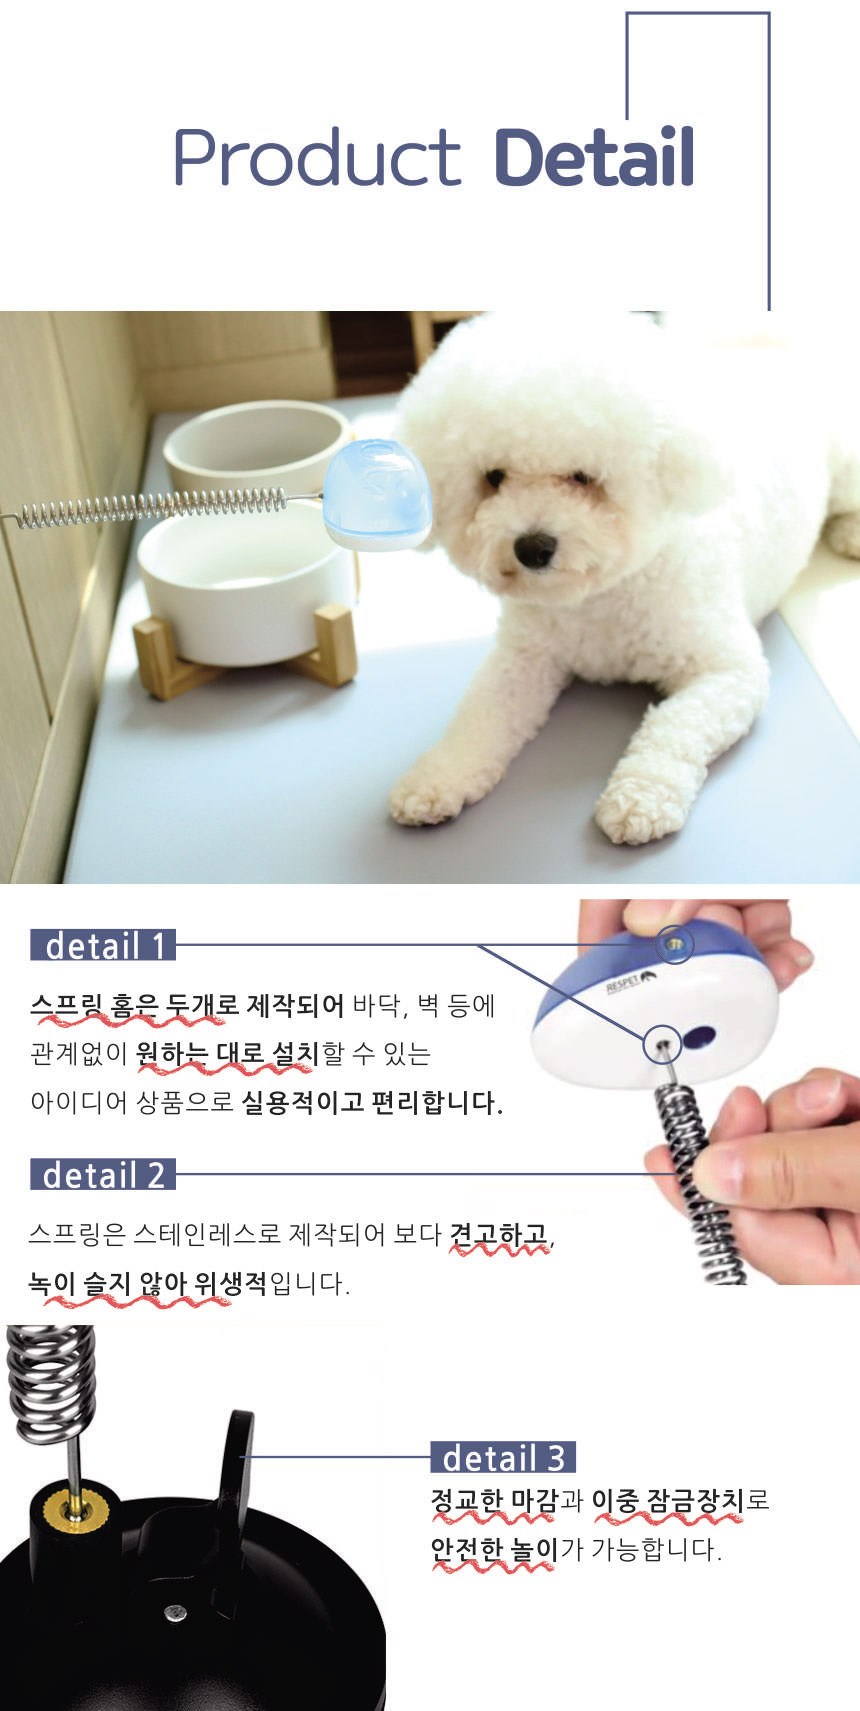 Product Detail
detail 1
RESPET
스프링 홈은 두개로 제작되어 바닥, 벽 등에
관계없이 원하는 대로 설치할 수 있는
아이디어 상품으로 실용적이고 편리합니다.
detail 2
스프링은 스테인레스로 제작되어 보다 견고하고,
녹이 슬지 않아 위생적입니다.
detail 3
정교한 마감과 이중 잠금장치로
안전한 놀이가 가능합니다.